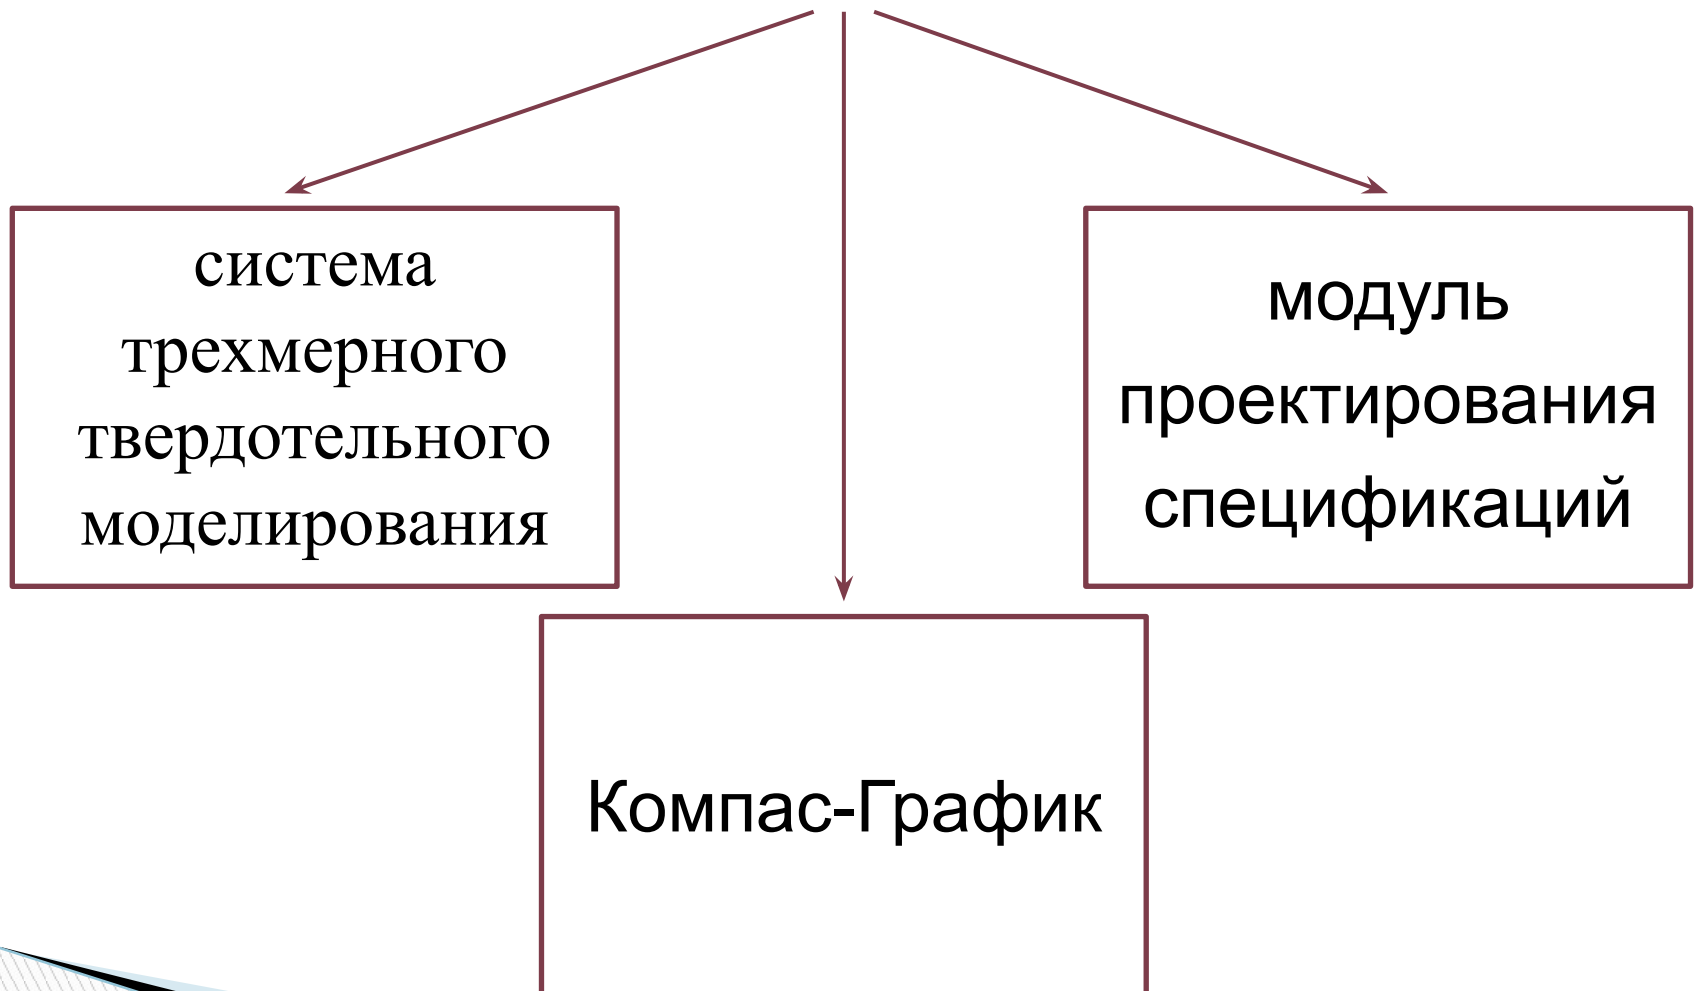 система
трехмерного
твердотельного
моделирования
модуль
проектирования
спецификаций
Компас-График